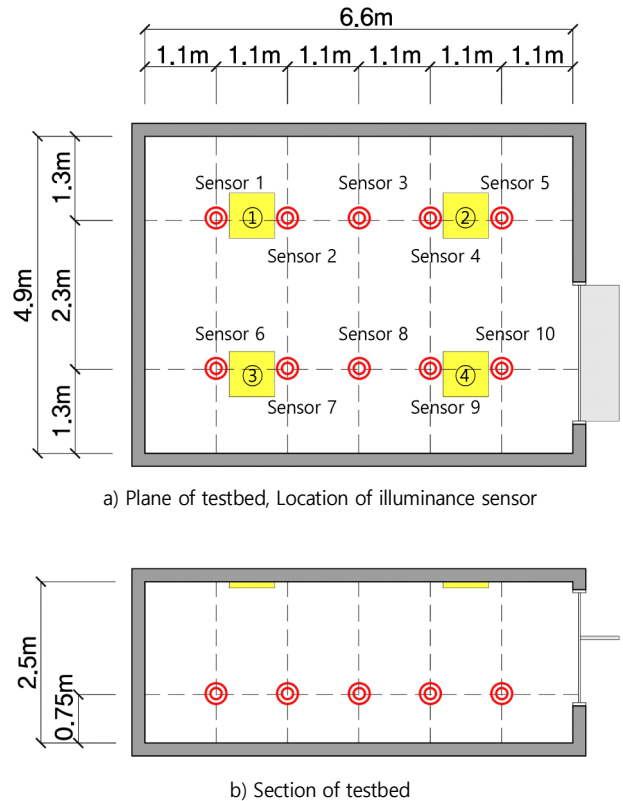 6.6m
1.1m 1.1m 1.1m 1.1m 1.1m 1.1m
4.9m
1.3m
2.3m
1.3m
Sensor 1
Sensor 3
Sensor 5
① ②
Sensor 2
Sensor 4
Sensor 6
Sensor 8
Sensor 10
③ ④
Sensor 7
Sensor 9
a) Plane of testbed, Location of illuminance sensor
2.5m
0.75m
b) Section of testbed